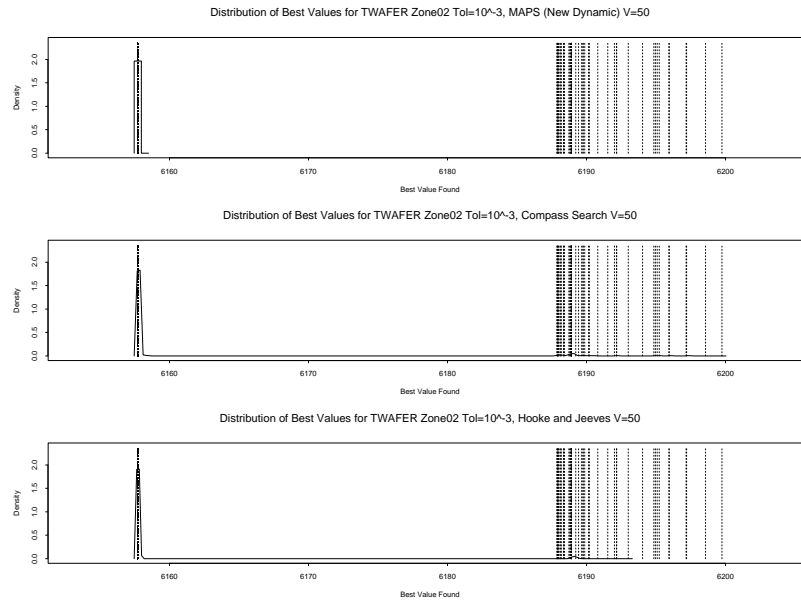 Distribution of Best Values for TWAFER Zone02 Tol=10^-3, MAPS (New Dynamic) V=50
Density
0.0 0.5 1.0 1.5 2.0
6160 6170 6180 6190 6200
Best Value Found
Distribution of Best Values for TWAFER Zone02 Tol=10^-3, Compass Search V=50
Density
0.0 0.5 1.0 1.5 2.0
6160 6170 6180 6190 6200
Best Value Found
Distribution of Best Values for TWAFER Zone02 Tol=10^-3, Hooke and Jeeves V=50
Density
0.0 0.5 1.0 1.5 2.0
6160 6170 6180 6190 6200
Best Value Found